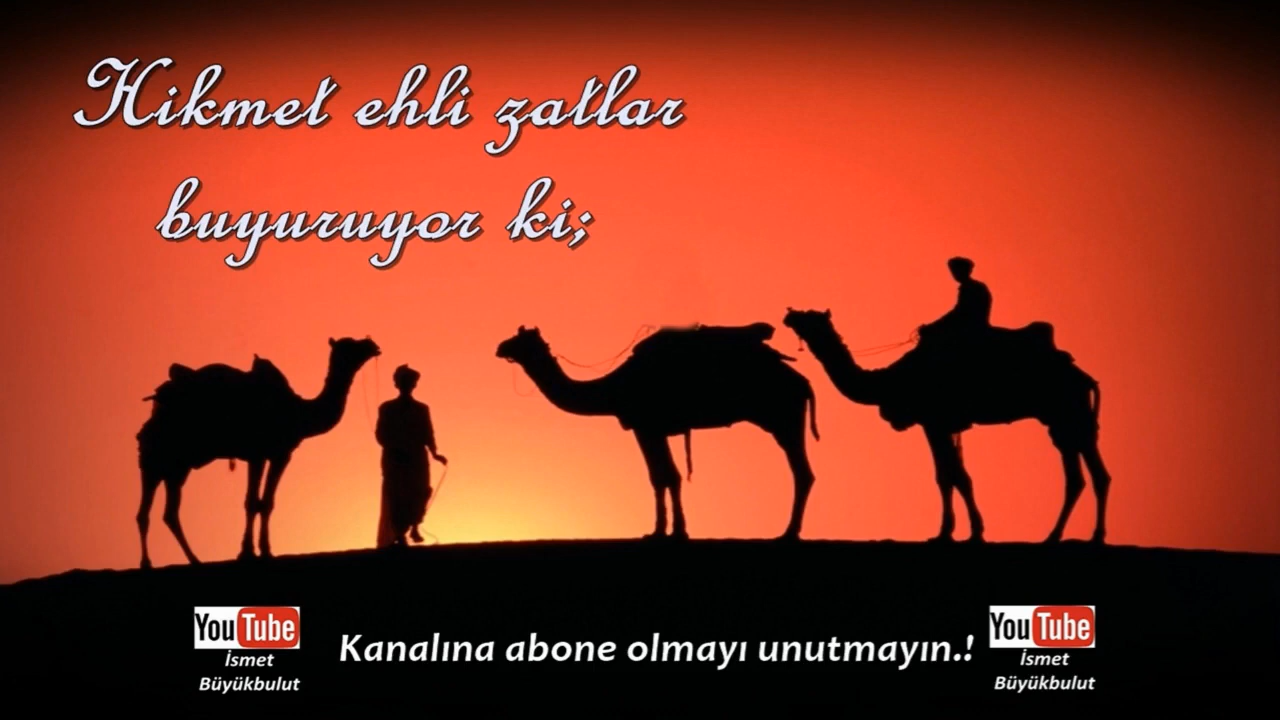 Hikmet ehli zatlar
buyuruyor ki;
YouTube
İsmet
Büyükbulut
Kanalına abone olmayı unutmayın.!
YouTube
İsmet
Büyükbulut